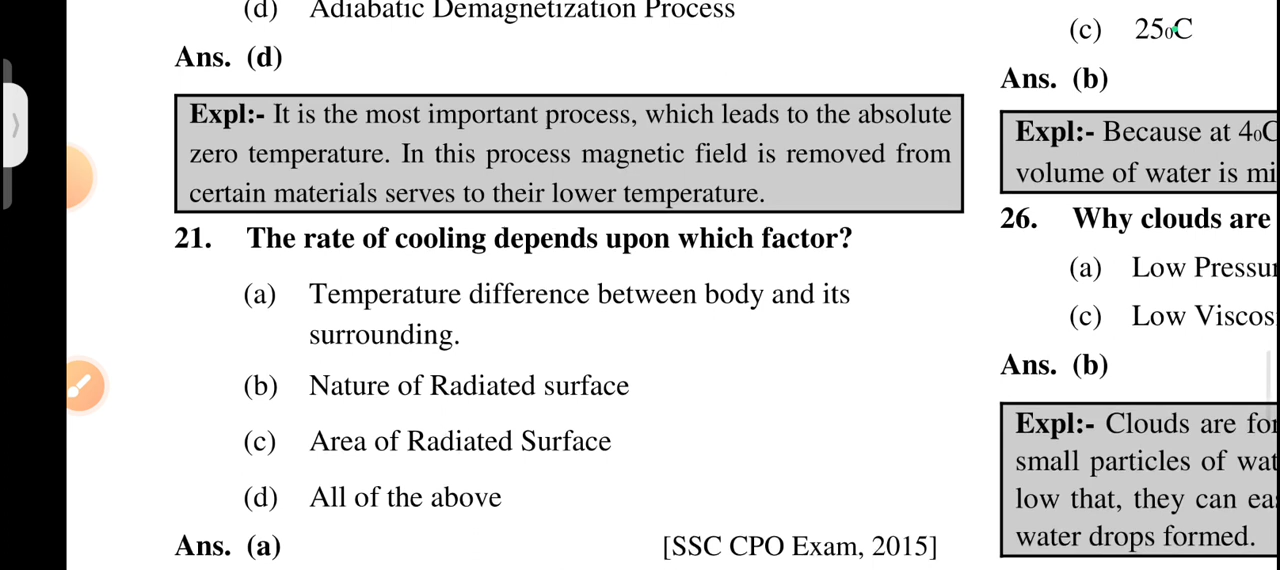 (d) Adiabatic Demagnetization Process
Ans. (d)
Expl:- It is the most important process, which leads to the absolute
zero temperature. In this process magnetic field is removed from
certain materials serves to their lower temperature.
21. The rate of cooling depends upon which factor?
(a) Temperature difference between body and its
surrounding.
(b) Nature of Radiated surface
(c) Area of Radiated Surface
(d) All of the above
Ans. (a) [SSC CPO Exam, 2015]
(c) 25₀C
Ans. (b)
Expl:- Because at 4₀C
volume of water is
26. Why clouds are
(a) Low
(c) Low
Ans. (b)
Expl:- Clouds are
small particles of
low that, they can
water drops formed.